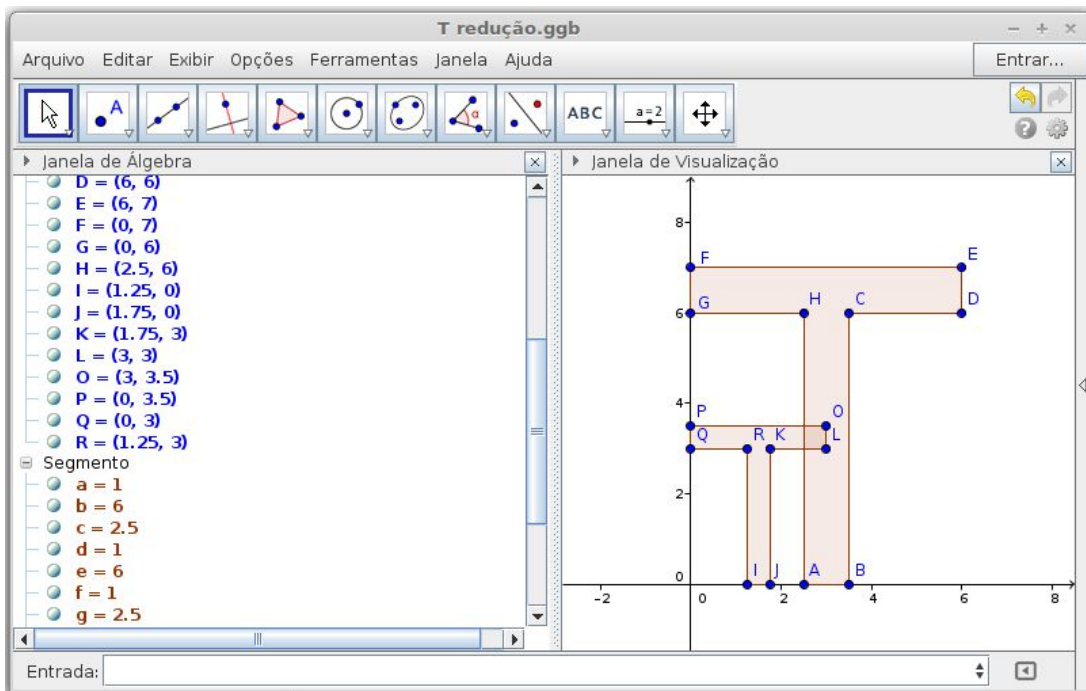 T redução.ggb
Arquivo Editar Exibir Opções Ferramentas Janela Ajuda
Entrar...
A
α
ABC
a=2
Janela de Álgebra
D = (6, 6)
E = (6, 7)
F = (0, 7)
G = (0, 6)
H = (2.5, 6)
I = (1.25, 0)
J = (1.75, 0)
K = (1.75, 3)
L = (3, 3)
O = (3, 3.5)
P = (0, 3.5)
Q = (0, 3)
R = (1.25, 3)
Segmento
a = 1
b = 6
c = 2.5
d = 1
e = 6
f = 1
g = 2.5
Janela de Visualização
8
F E
G H C D
6
4
P O
Q R K L
2
0 I J A B
-2 0 2 4 6 8
Entrada: